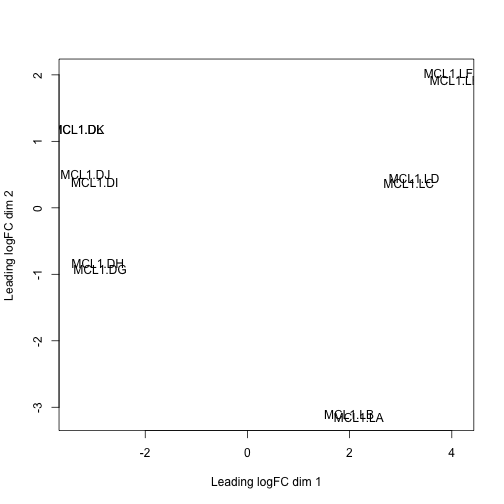 2
1
0
-1
-2
-3
MCL1.LF
MCL1.DK
MCL1.DJ
MCL1.DI
MCL1.LD
MCL1.LC
MCL1.DH
MCL1.DG
MCL1.LB
MCL1.LA
-2
0
2
4
Leading logFC dim 1
Leading logFC dim 2